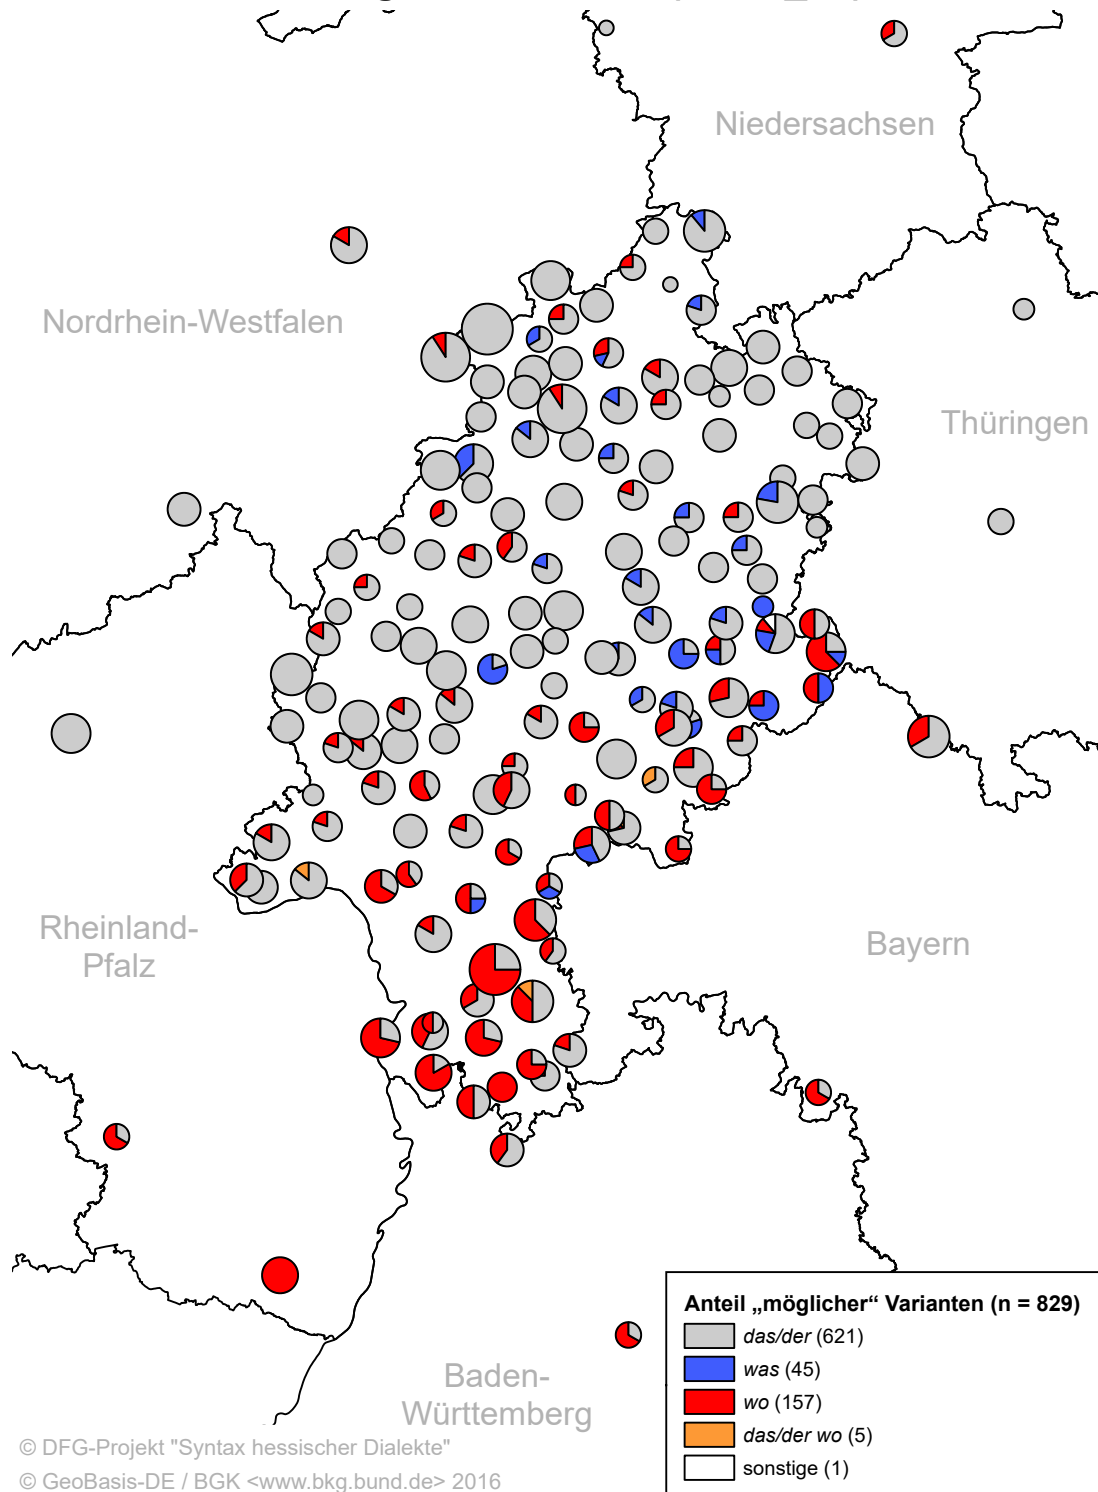 Niedersachsen
Nordrhein-Westfalen
Thüringen
Rheinland-
Pfalz
Bayern
Baden-
Württemberg
Anteil „möglicher“ Varianten (n = 829)
das/der (621)
was (45)
wo (157)
das/der wo (5)
sonstige (1)
© DFG-Projekt "Syntax hessischer Dialekte"
© GeoBasis-DE / BGK <www.bkg.bund.de> 2016